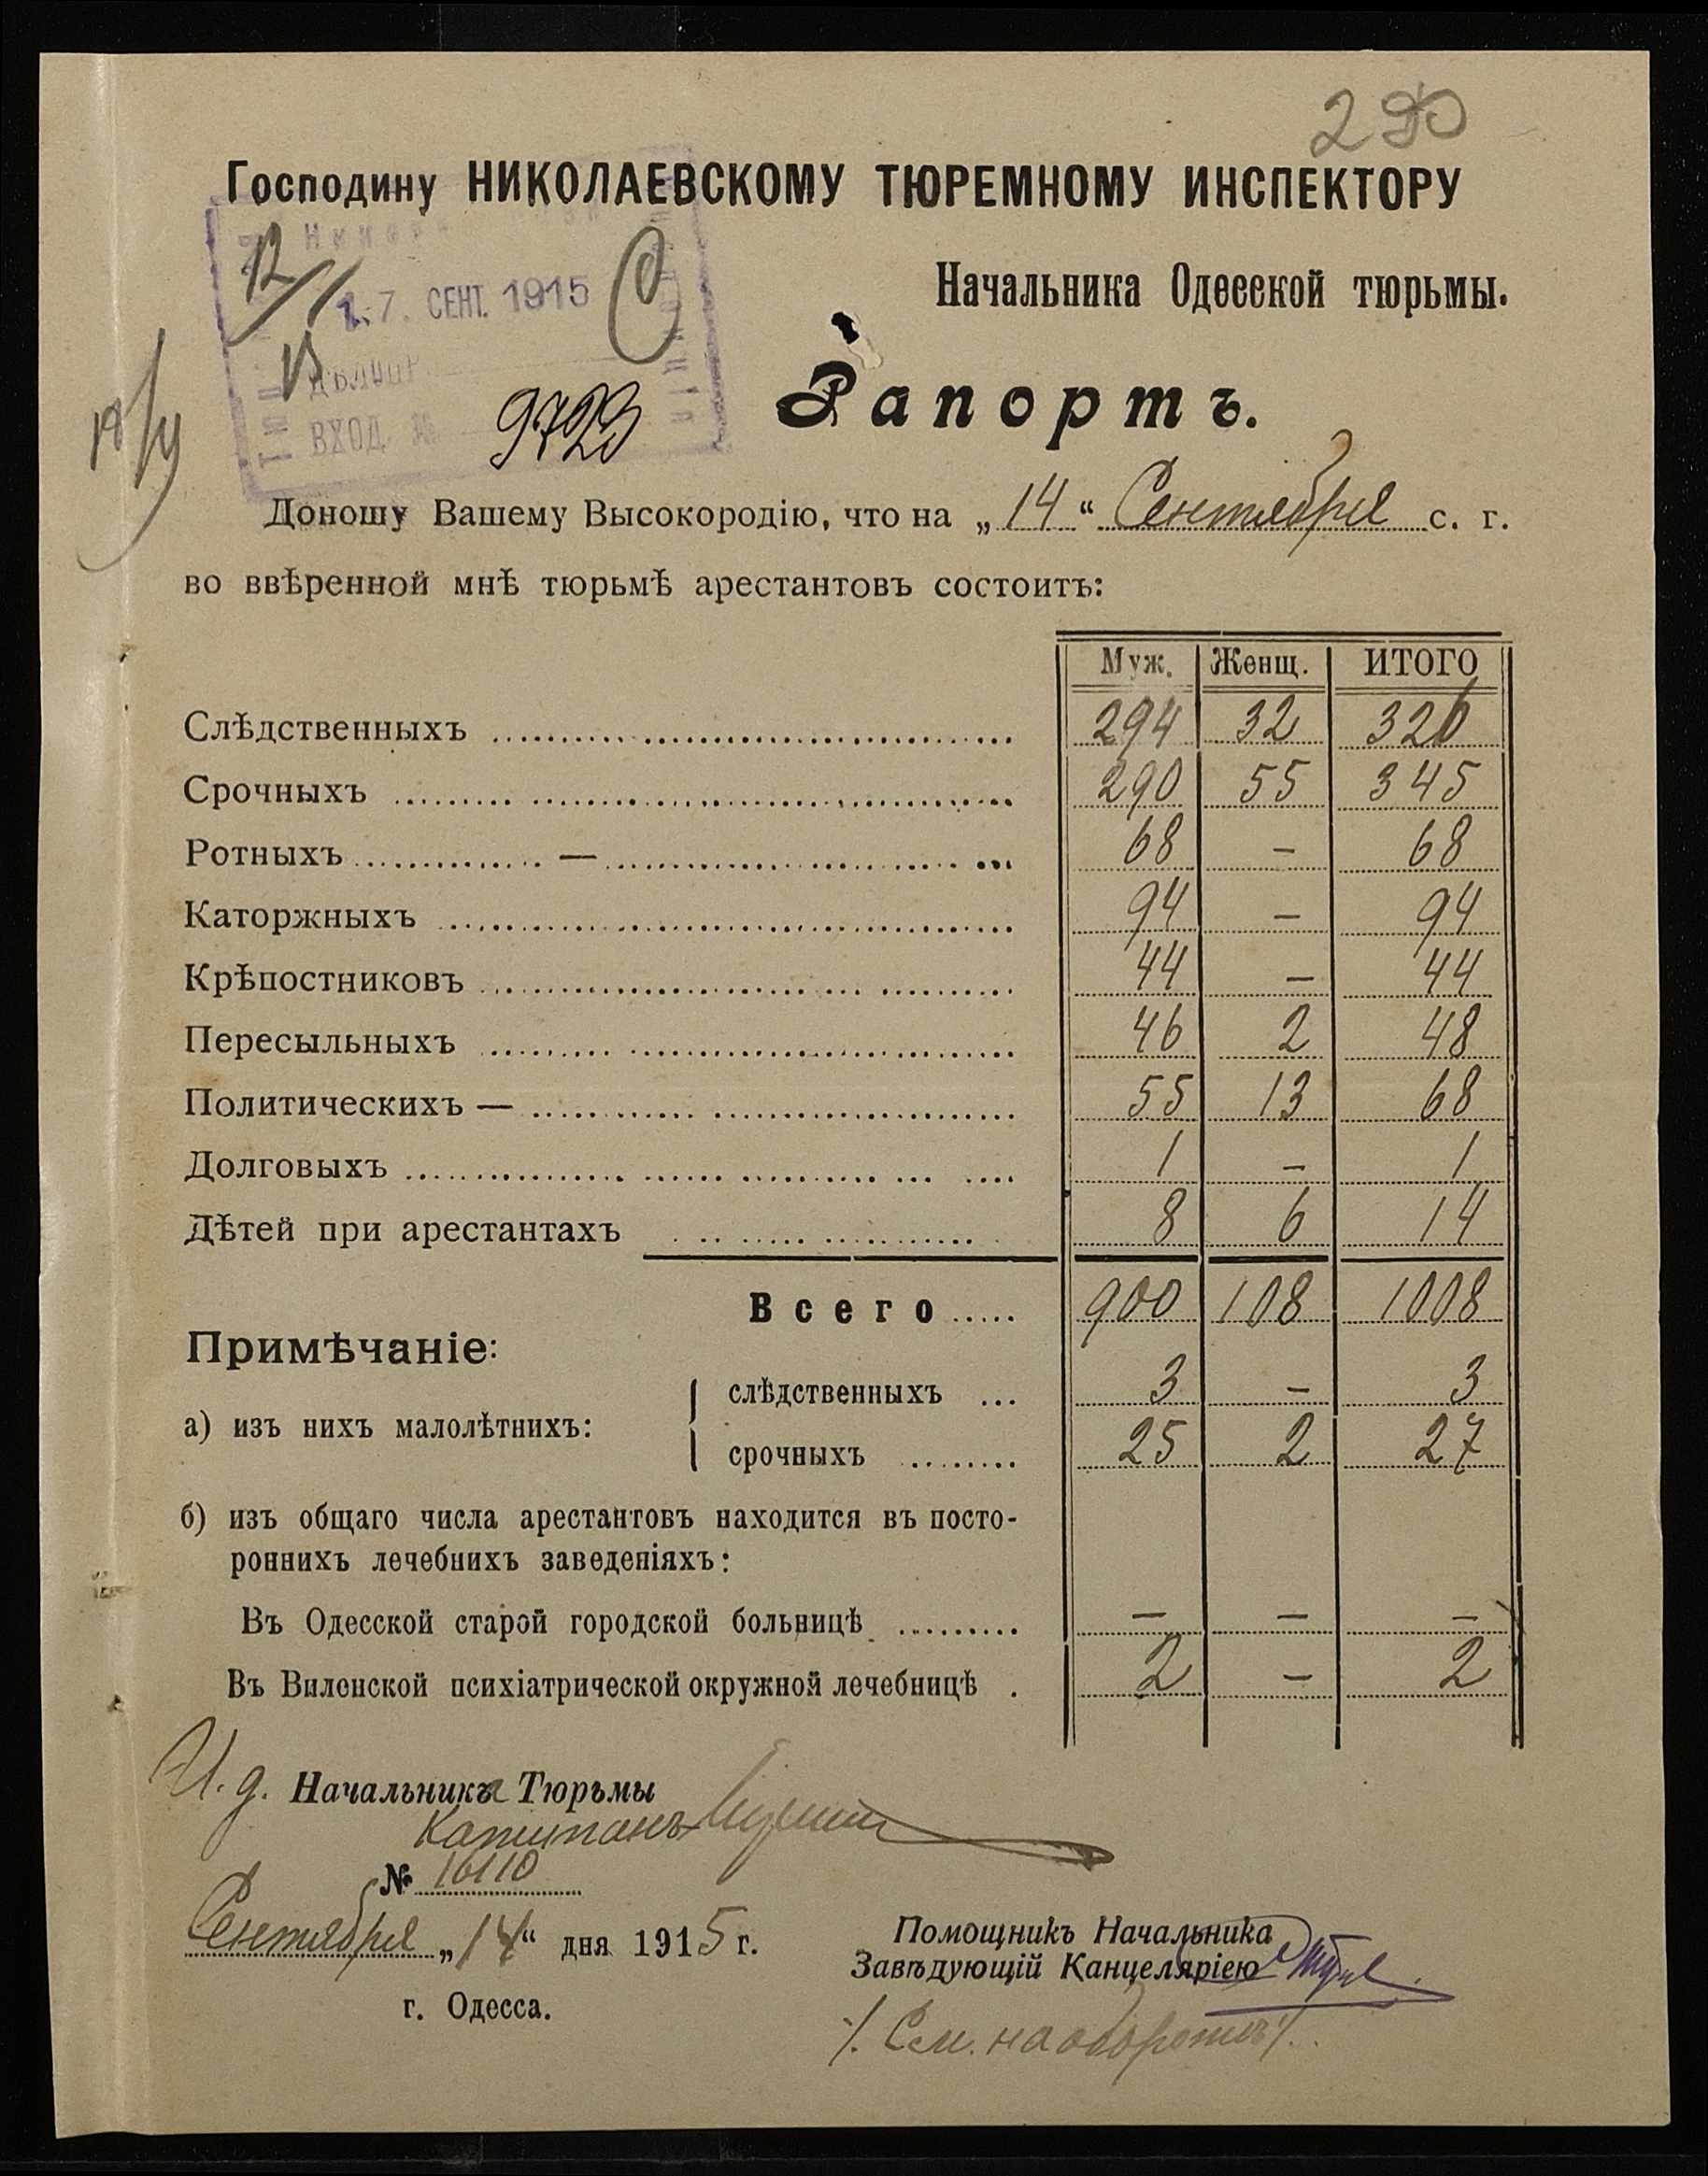 290
Господину НИКОЛАЕВСКОМУ ТЮРЕМНОМУ ИНСПЕКТОРУ
Начальника Одесской тюрьмы.
17. СЕНТ. 1915
ВХОД №
9723
Рапортъ.
Доношу Вашему Высокородію, что на „14“ Сентября с. г.
во ввѣренной мнѣ тюрьмѣ арестантовъ состоитъ:
Муж. Женщ. ИТОГО
Слѣдственныхъ 294 32 326
Срочныхъ 290 55 345
Ротныхъ — 68 - 68
Каторжныхъ 94 - 94
Крѣпостниковъ 44 - 44
Пересыльныхъ 46 2 48
Политическихъ — 55 13 68
Долговыхъ 1 - 1
Дѣтей при арестантахъ 8 6 14
Всего 900 108 1008
Примѣчаніе:
а) изъ нихъ малолѣтнихъ:
слѣдственныхъ ... 3 - 3
срочныхъ 25 2 27
б) изъ общаго числа арестантовъ находится въ посто-
роннихъ лечебнихъ заведеніяхъ:
Въ Одесской старой городской больницѣ — — —
Въ Виленской психіатрической окружной лечебницѣ . 2 - 2
И. д. Начальника Тюрьмы
Капитанъ
№ 16110
Сентября „14“ дня 1915 г.
г. Одесса.
Помощникъ Начальника
Завѣдующій Канцеляріею
/. См. на оборотѣ /.